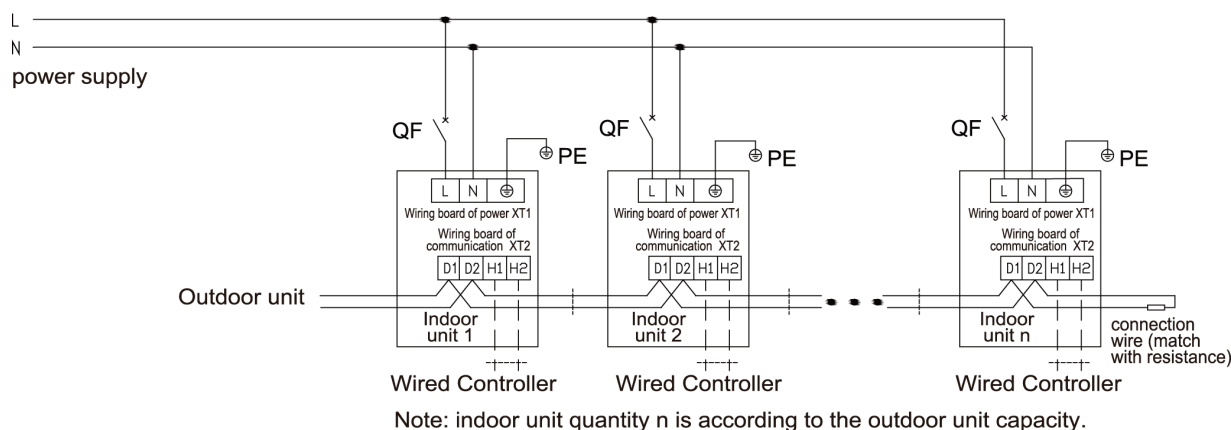 L
N
power supply
QF
PE
QF
PE
QF
PE
L N
Wiring board of power XT1
Wiring board of
communication XT2
D1 D2 H1 H2
L N
Wiring board of power XT1
Wiring board of
communication XT2
D1 D2 H1 H2
L N
Wiring board of power XT1
Wiring board of
communication XT2
D1 D2 H1 H2
Outdoor unit
Indoor
unit 1
Indoor
unit 2
Indoor
unit n
connection
wire (match
with resistance)
Wired Controller
Wired Controller
Wired Controller
Note: indoor unit quantity n is according to the outdoor unit capacity.